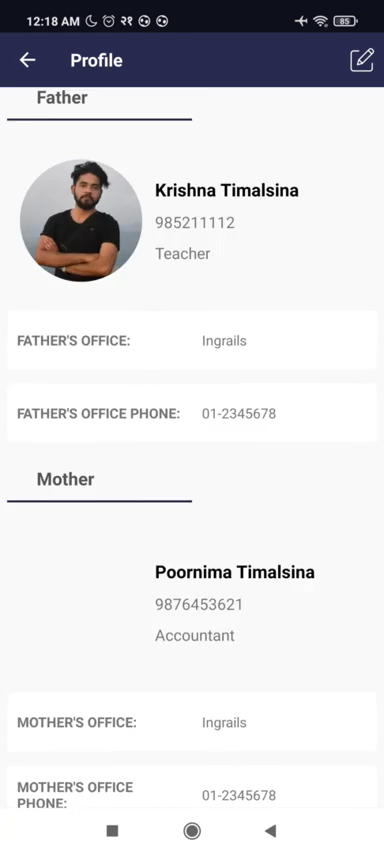 12:18 AM २१ 85
Profile
Father
Krishna Timalsina
985211112
Teacher
FATHER'S OFFICE: Ingrails
FATHER'S OFFICE PHONE: 01-2345678
Mother
Poornima Timalsina
9876453621
Accountant
MOTHER'S OFFICE: Ingrails
MOTHER'S OFFICE
PHONE: 01-2345678